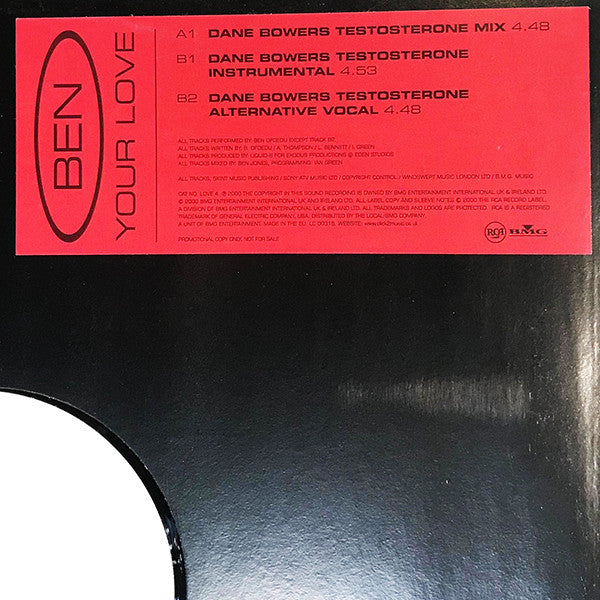 BEN
YOUR LOVE
A1 DANE BOWERS TESTOSTERONE MIX 4.48
B1 DANE BOWERS TESTOSTERONE
INSTRUMENTAL 4.53
B2 DANE BOWERS TESTOSTERONE
ALTERNATIVE VOCAL 4.48
ALL TRACKS PERFORMED BY: BEN OFOEDU EXCEPT TRACK B2,
ALL TRACKS WRITTEN BY: B. OFOEDU / A. THOMPSON / L. BENNETT / I. GREEN
ALL TRACKS PRODUCED BY LIQUID-8 FOR EXODUS PRODUCTIONS @ EDEN STUDIOS
ALL TRACKS MIXED BY: BEN JONES, PROGRAMMING: IAN GREEN
ALL TRACKS, SKINT MUSIC PUBLISHING / SONY ATV MUSIC LTD / COPYRIGHT CONTROL / WINDSWEPT MUSIC LONDON LTD / B.M.G. MUSIC
CAT NO. LOVE 4. ℗ 2000 THE COPYRIGHT IN THIS SOUND RECORDING IS OWNED BY BMG ENTERTAINMENT INTERNATIONAL UK & IRELAND LTD.
© 2000 BMG ENTERTAINMENT INTERNATIONAL UK & IRELAND LTD. ALL LABEL, COPY AND SLEEVE NOTES © 2000 THE RCA RECORD LABEL,
A DIVISION OF BMG ENTERTAINMENT INTERNATIONAL UK & IRELAND LTD. ALL TRADEMARKS AND LOGOS ARE PROTECTED. RCA IS A REGISTERED
TRADEMARK OF GENERAL ELECTRIC COMPANY, USA. DISTRIBUTED BY THE LOCAL BMG COMPANY.
A UNIT OF BMG ENTERTAINMENT. MADE IN THE EU. LC 00316. WEBSITE: www.click2music.co.uk
PROMOTIONAL COPY ONLY, NOT FOR SALE
RCA BMG